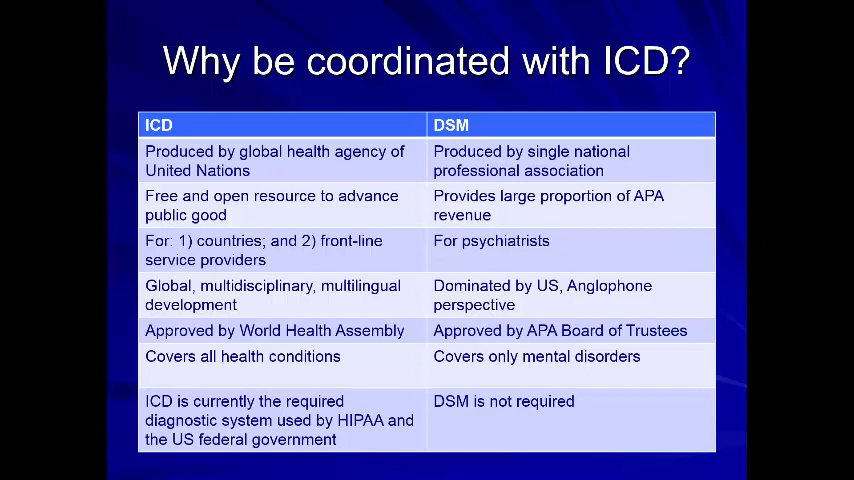 Why be coordinated with ICD?
ICD
DSM
Produced by global health agency of
United Nations
Produced by single national
professional association
Free and open resource to advance
public good
Provides large proportion of APA
revenue
For: 1) countries; and 2) front-line
service providers
For psychiatrists
Global, multidisciplinary, multilingual
development
Dominated by US, Anglophone
perspective
Approved by World Health Assembly
Approved by APA Board of Trustees
Covers all health conditions
Covers only mental disorders
ICD is currently the required
diagnostic system used by HIPAA and
the US federal government
DSM is not required